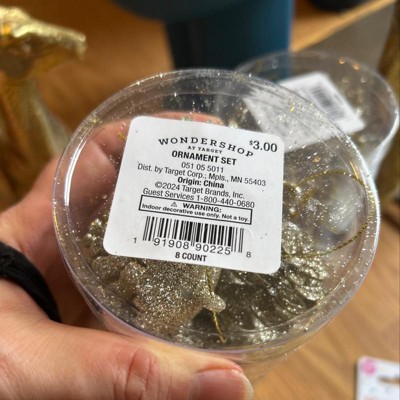 WONDERSHOP
AT TARGET
$3.00
ORNAMENT SET
051 05 5011
Dist. by Target Corp., Mpls., MN 55403
Origin: China
©2024 Target Brands, Inc.
Guest Services 1-800-440-0680
⚠ WARNING:
Indoor decorative use only. Not a toy.
1 91908 90225 8
8 COUNT